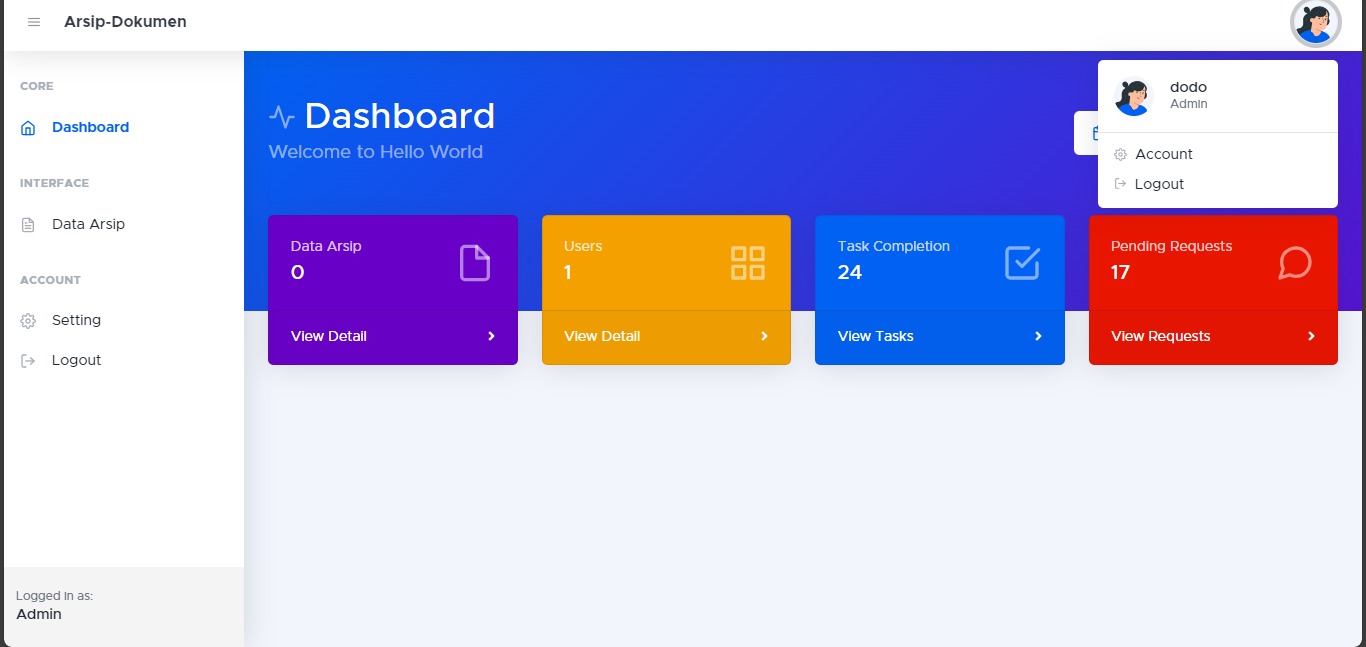 Arsip-Dokumen
CORE
Dashboard
INTERFACE
Data Arsip
ACCOUNT
Setting
Logout
Logged in as:
Admin
Dashboard
Welcome to Hello World
dodo
Admin
Account
Logout
Data Arsip
0
View Detail
Users
1
View Detail
Task Completion
24
View Tasks
Pending Requests
17
View Requests